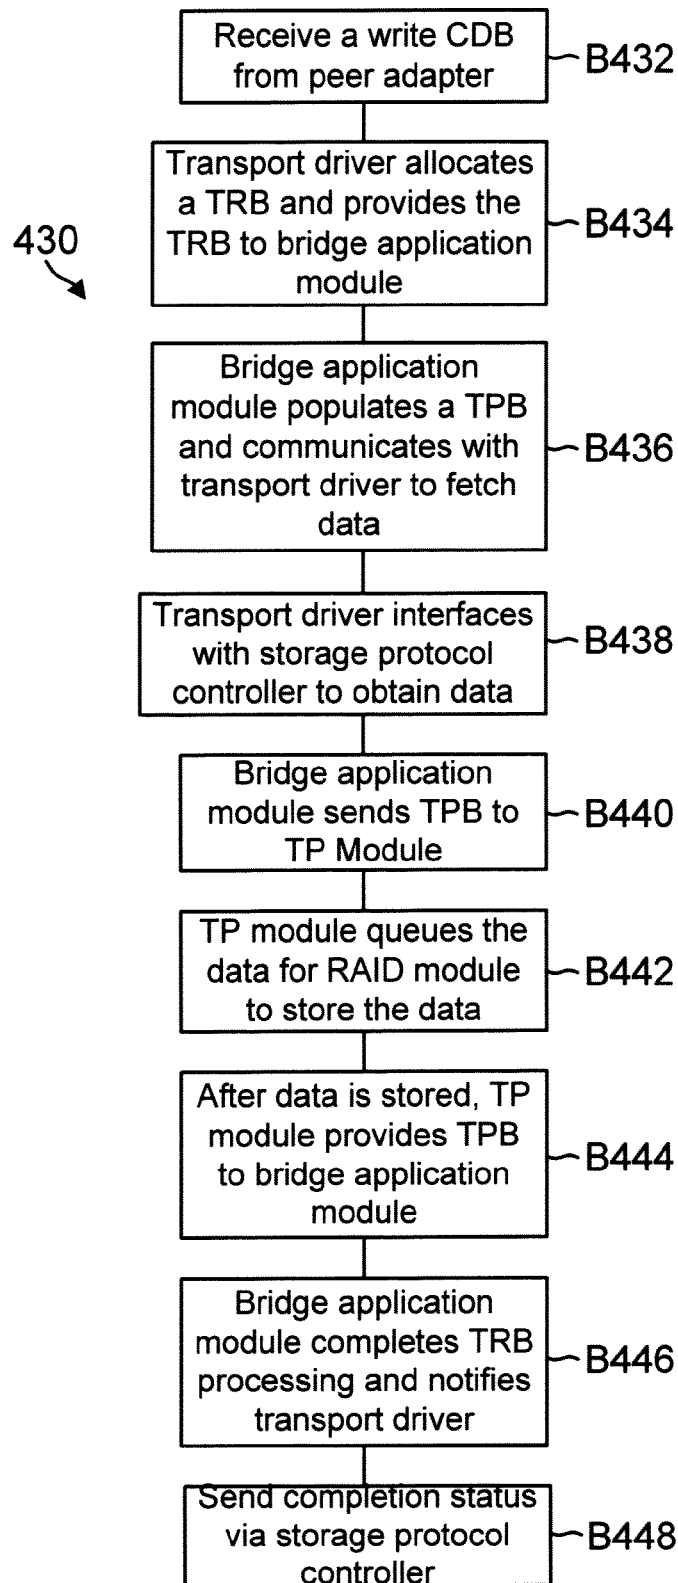 Receive a write CDB
from peer adapter
B432
Transport driver allocates
a TRB and provides the
TRB to bridge application
module
B434
430
Bridge application
module populates a TPB
and communicates with
transport driver to fetch
data
B436
Transport driver interfaces
with storage protocol
controller to obtain data
B438
Bridge application
module sends TPB to
TP Module
B440
TP module queues the
data for RAID module
to store the data
B442
After data is stored, TP
module provides TPB
to bridge application
module
B444
Bridge application
module completes TRB
processing and notifies
transport driver
B446
Send completion status
via storage protocol
controller
B448